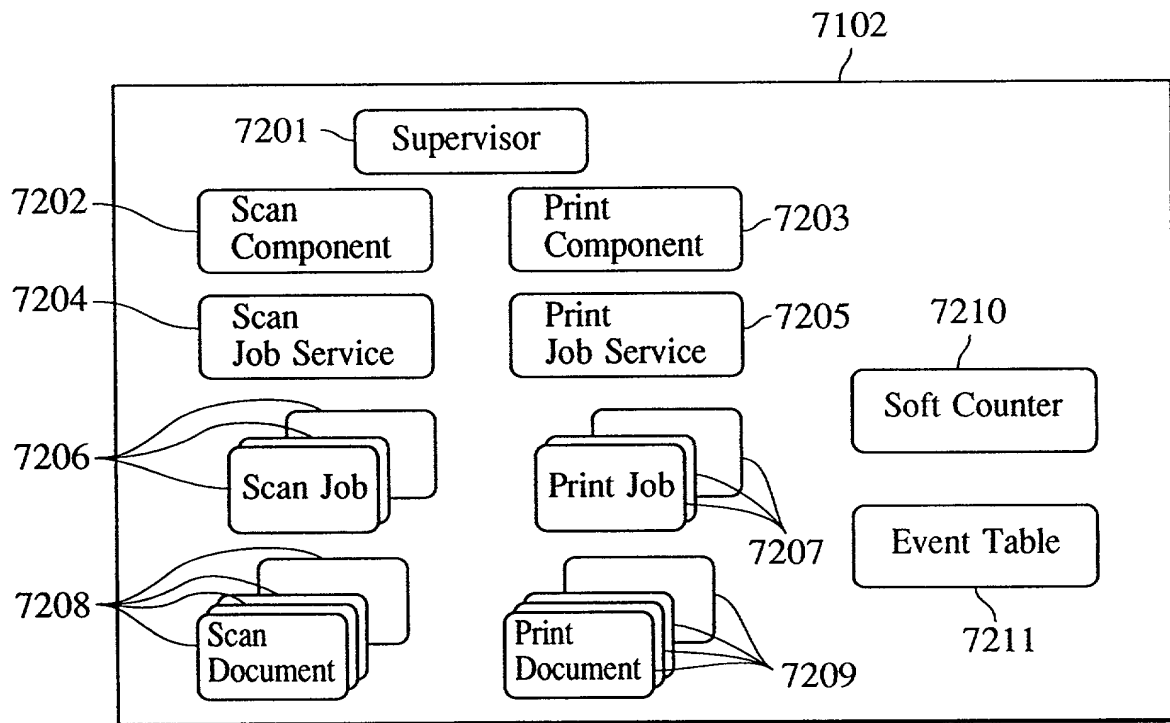 7102
7201
Supervisor
7202
Scan
Component
Print
Component
7203
7204
Scan
Job Service
Print
Job Service
7205
7210
Soft Counter
7206
Scan Job
Print Job
7207
Event Table
7211
7208
Scan
Document
Print
Document
7209